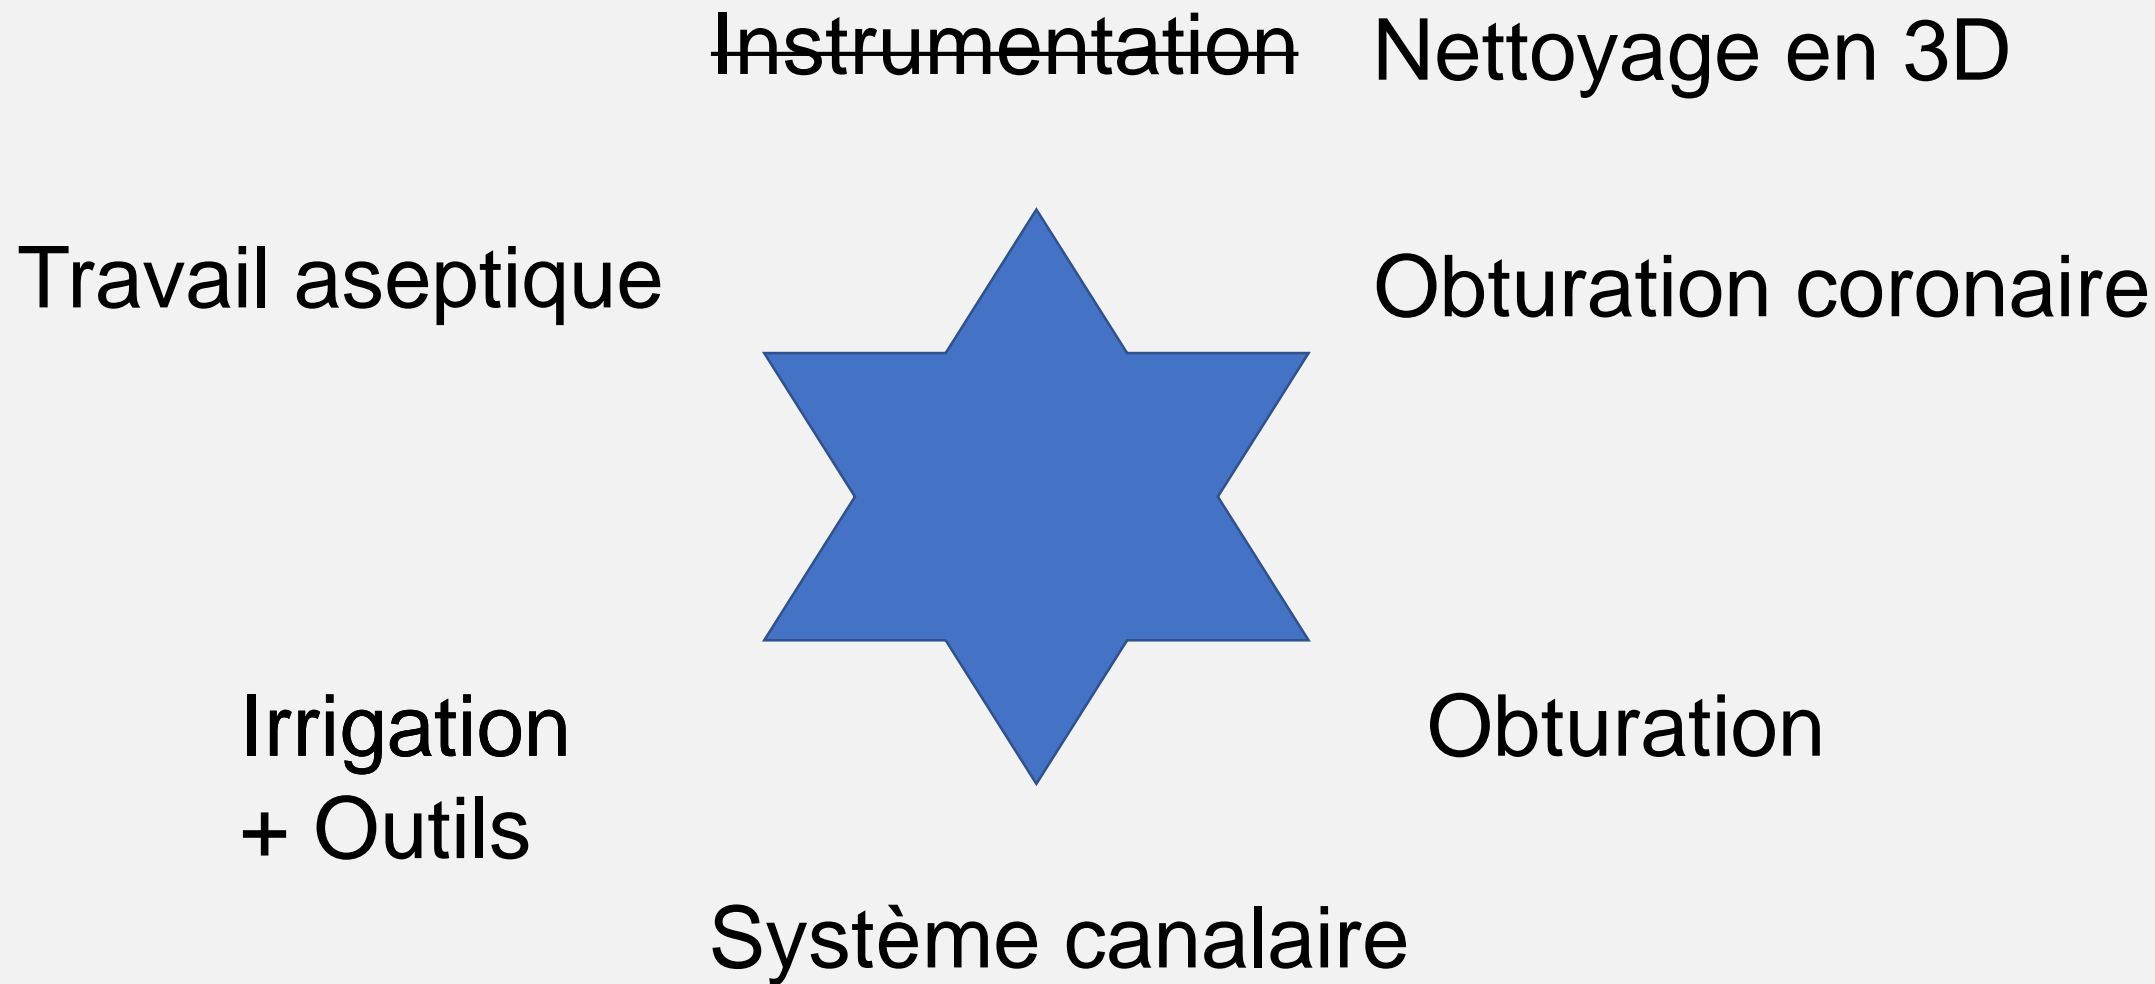 Instrumentation Nettoyage en 3D
Travail aseptique
Obturation coronaire
Irrigation
+ Outils
Obturation
Système canalaire